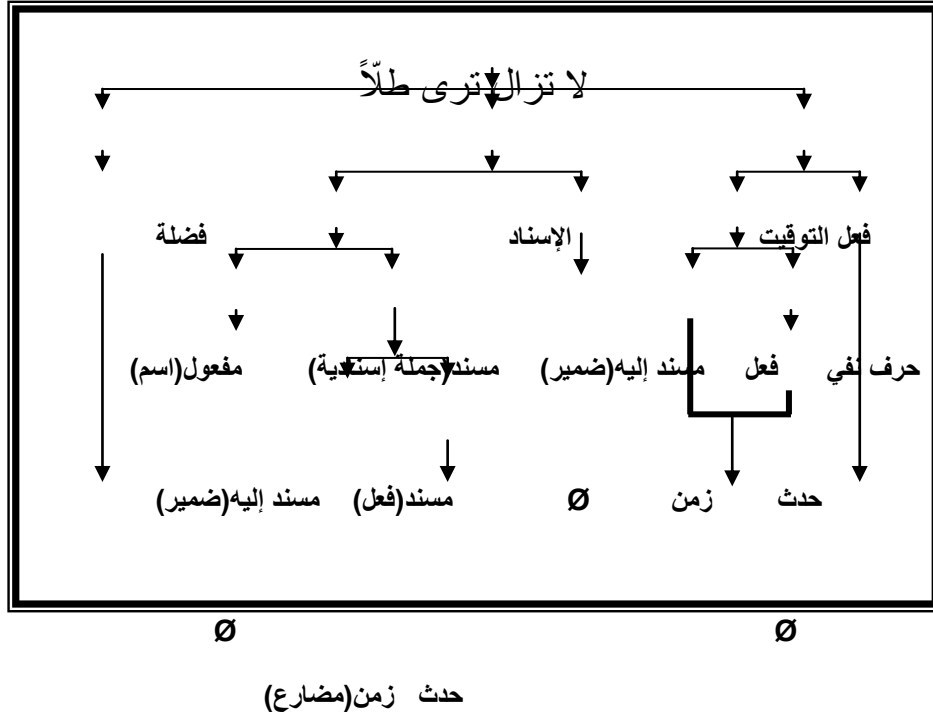 لا تزال ترى طلّاً
فعل التوقيت الإسناد فضلة
حرف نفي فعل مسند إليه(ضمير) مسند(جملة إسنادية) مفعول(اسم)
حدث زمن Ø مسند(فعل) مسند إليه(ضمير)
Ø Ø
حدث زمن(مضارع)